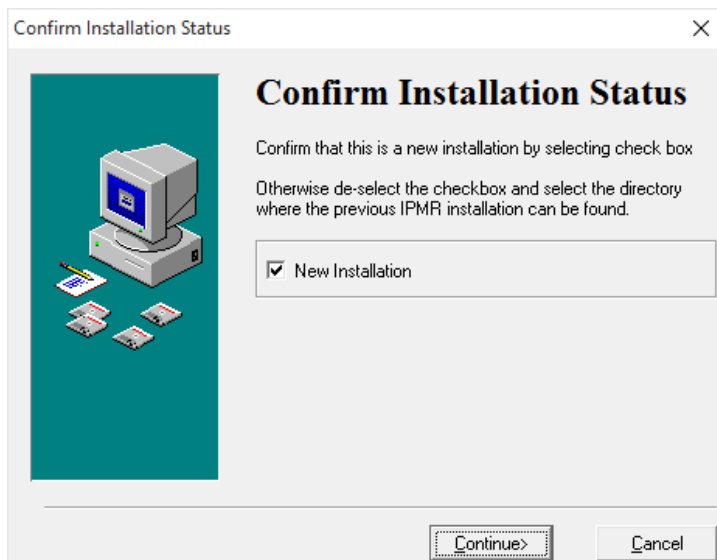 Confirm Installation Status
Confirm Installation Status
Confirm that this is a new installation by selecting check box
Otherwise de-select the checkbox and select the directory
where the previous IPMR installation can be found.
New Installation
Continue>
Cancel